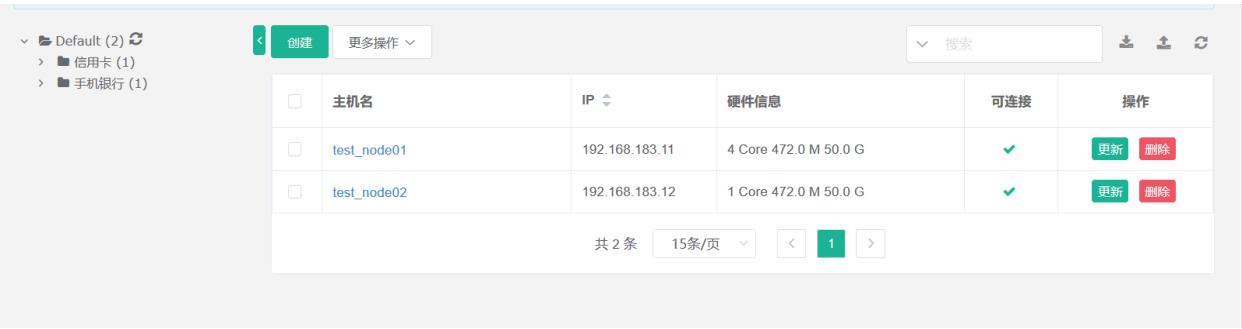 Default (2)
信用卡 (1)
手机银行 (1)
创建 更多操作 搜索
主机名 IP 硬件信息 可连接 操作
test_node01 192.168.183.11 4 Core 472.0 M 50.0 G 更新 删除
test_node02 192.168.183.12 1 Core 472.0 M 50.0 G 更新 删除
共 2 条 15条/页 1